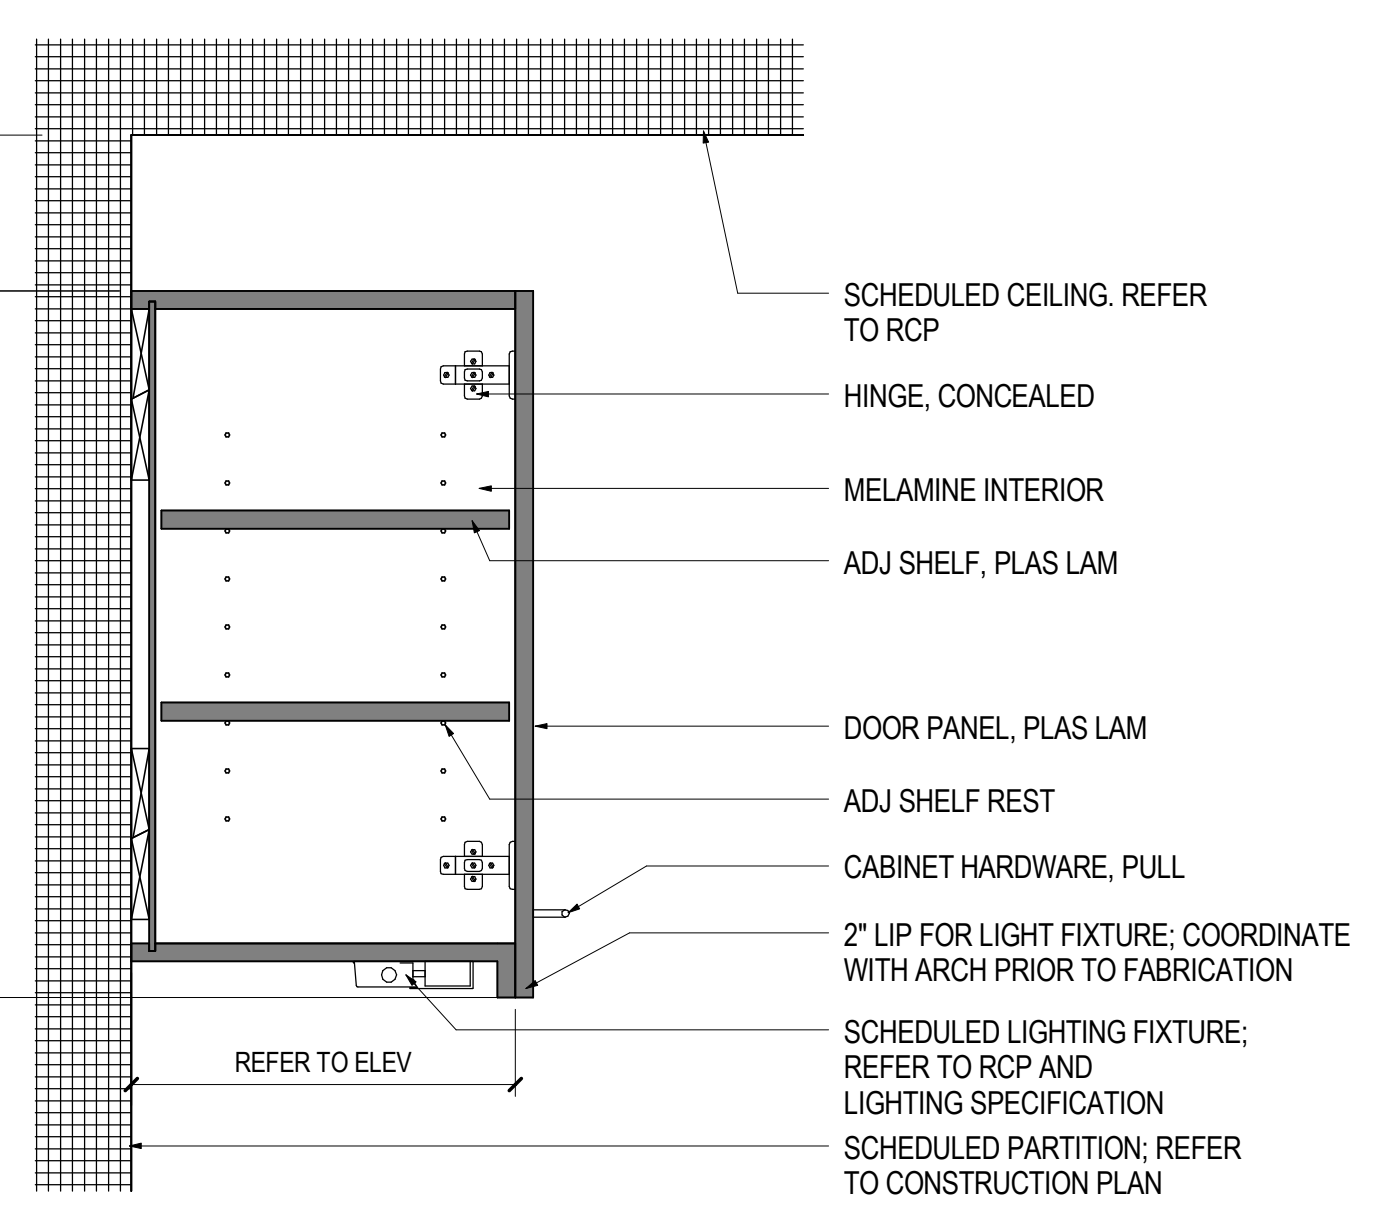 SCHEDULED CEILING. REFER
TO RCP
HINGE, CONCEALED
MELAMINE INTERIOR
ADJ SHELF, PLAS LAM
DOOR PANEL, PLAS LAM
ADJ SHELF REST
CABINET HARDWARE, PULL
2" LIP FOR LIGHT FIXTURE; COORDINATE
WITH ARCH PRIOR TO FABRICATION
SCHEDULED LIGHTING FIXTURE;
REFER TO RCP AND
LIGHTING SPECIFICATION
REFER TO ELEV
SCHEDULED PARTITION; REFER
TO CONSTRUCTION PLAN